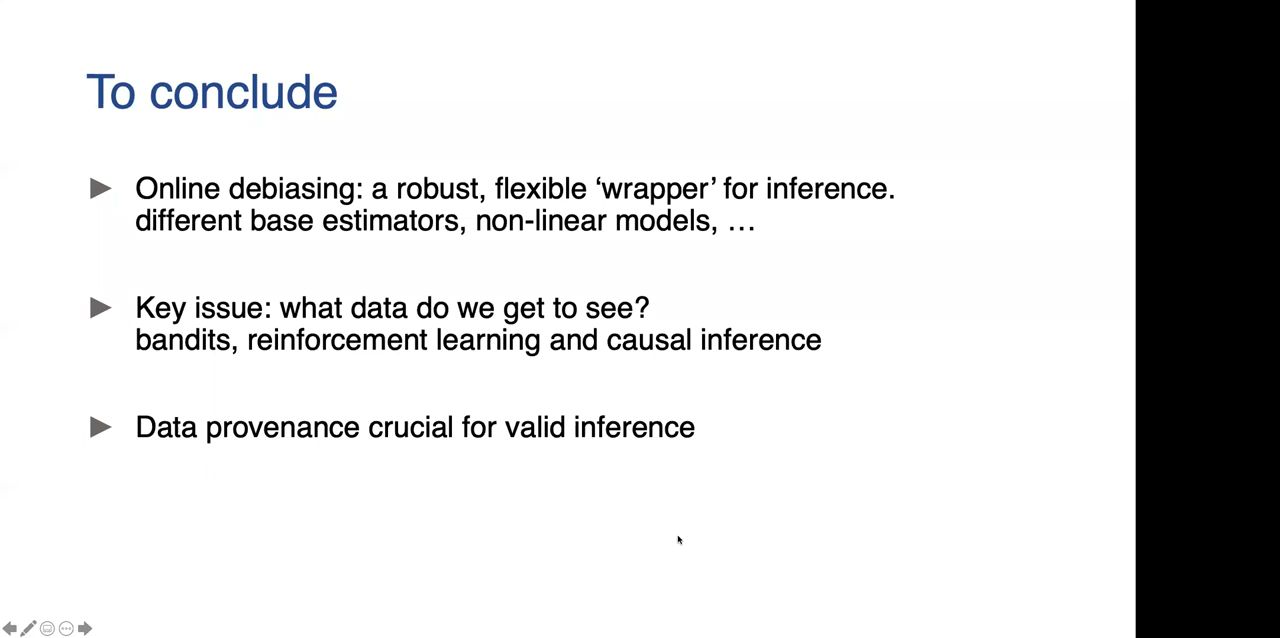 To conclude
Online debiasing: a robust, flexible ‘wrapper’ for inference.
different base estimators, non-linear models, …
Key issue: what data do we get to see?
bandits, reinforcement learning and causal inference
Data provenance crucial for valid inference